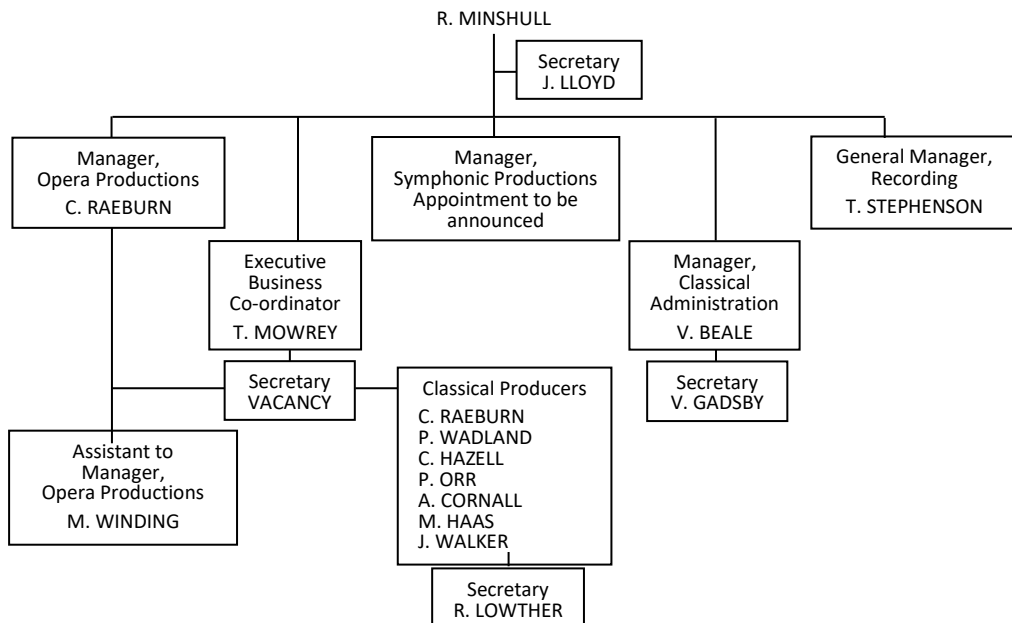 R. MINSHULL
Secretary
J. LLOYD
Manager,
Opera Productions
C. RAEBURN
Manager,
Symphonic Productions
Appointment to be
announced
General Manager,
Recording
T. STEPHENSON
Executive
Business
Co-ordinator
T. MOWREY
Manager,
Classical
Administration
V. BEALE
Secretary
VACANCY
Classical Producers
C. RAEBURN
P. WADLAND
C. HAZELL
P. ORR
A. CORNALL
M. HAAS
J. WALKER
Secretary
V. GADSBY
Assistant to
Manager,
Opera Productions
M. WINDING
Secretary
R. LOWTHER